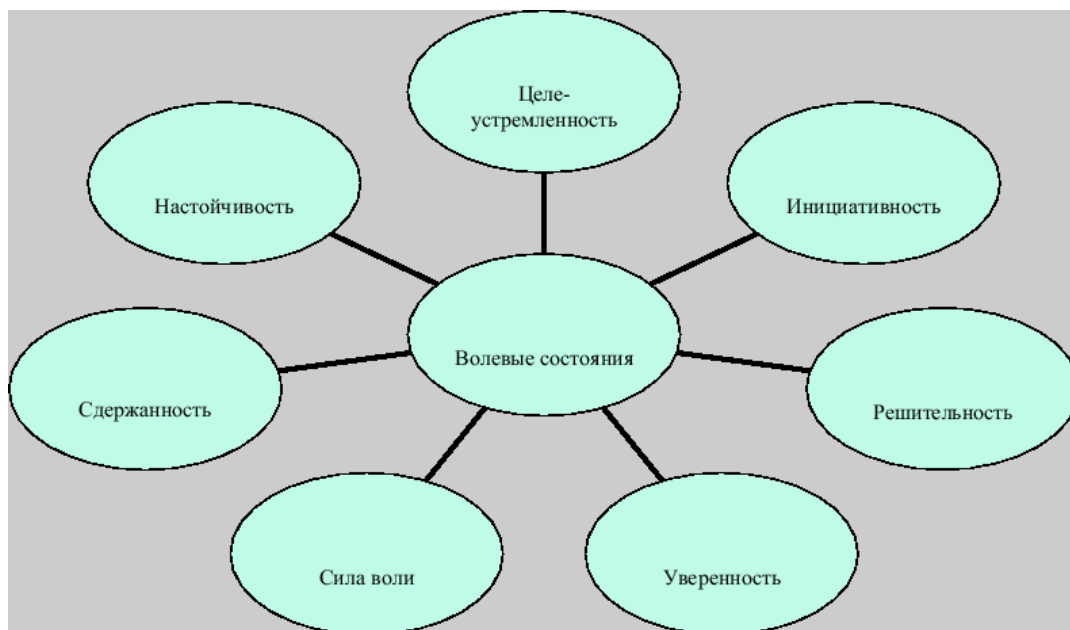 Целе-
устремленность
Настойчивость
Инициативность
Волевые состояния
Сдержанность
Решительность
Сила воли
Уверенность